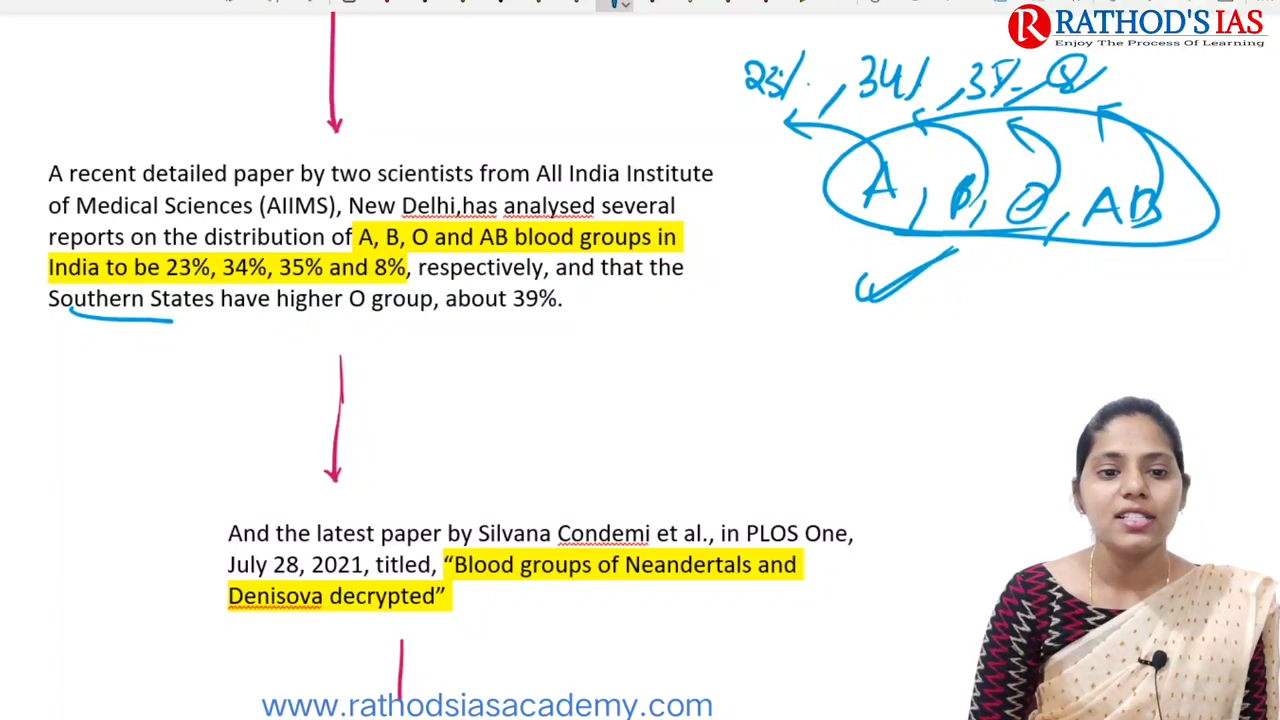 RATHOD'S IAS
Enjoy The Process Of Learning
23% , 34% , 35%, 8
A, B, O, AB
A recent detailed paper by two scientists from All India Institute
of Medical Sciences (AIIMS), New Delhi,has analysed several
reports on the distribution of A, B, O and AB blood groups in
India to be 23%, 34%, 35% and 8%, respectively, and that the
Southern States have higher O group, about 39%.
And the latest paper by Silvana Condemi et al., in PLOS One,
July 28, 2021, titled, “Blood groups of Neandertals and
Denisova decrypted”
www.rathodsiasacademy.com